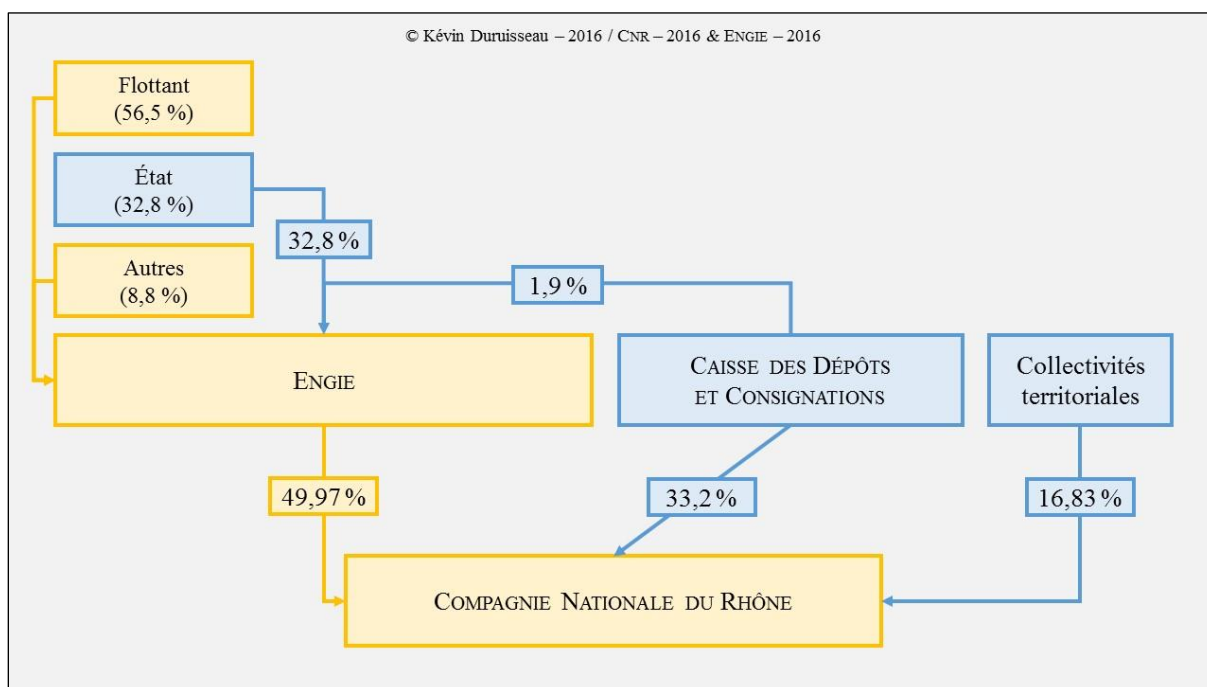 © Kévin Duruisseau – 2016 / CNR – 2016 & ENGIE – 2016
Flottant
(56,5 %)
État
(32,8 %)
32,8 %
Autres
(8,8 %)
1,9 %
ENGIE
CAISSE DES DÉPÔTS
ET CONSIGNATIONS
Collectivités
territoriales
49,97 %
33,2 %
16,83 %
COMPAGNIE NATIONALE DU RHÔNE